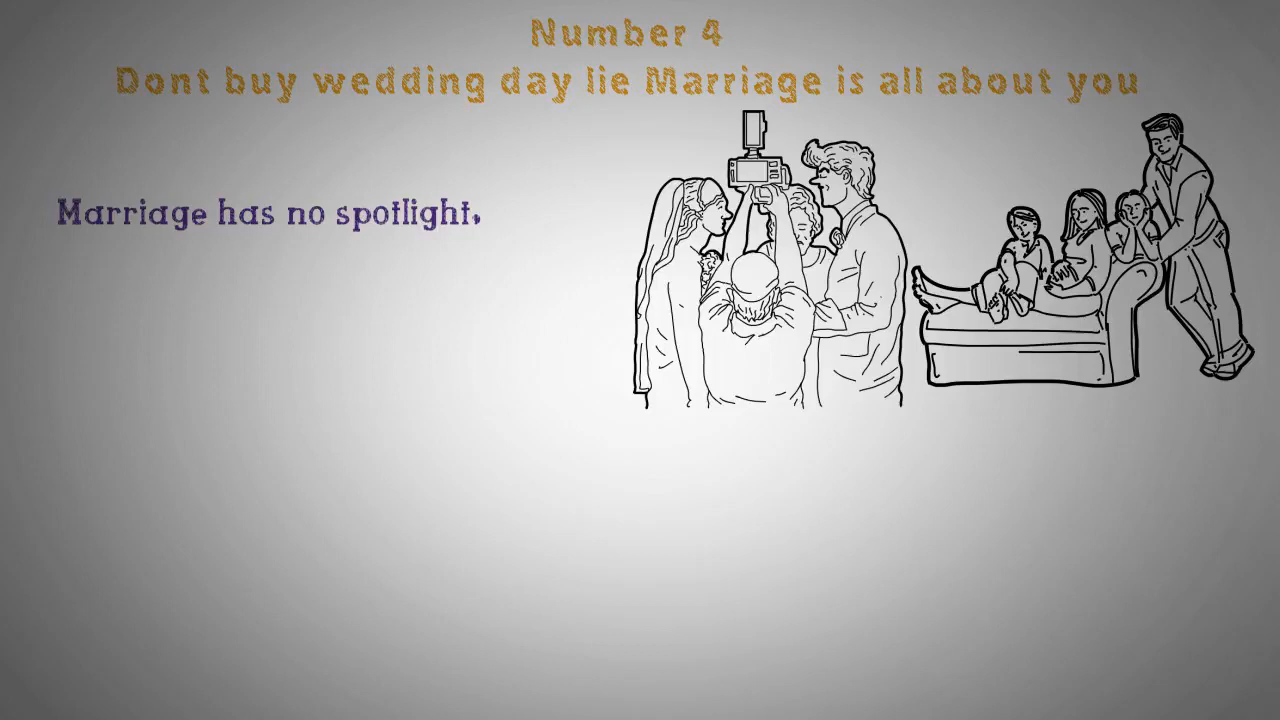 Number 4
Dont buy wedding day lie Marriage is all about you
Marriage has no spotlight.